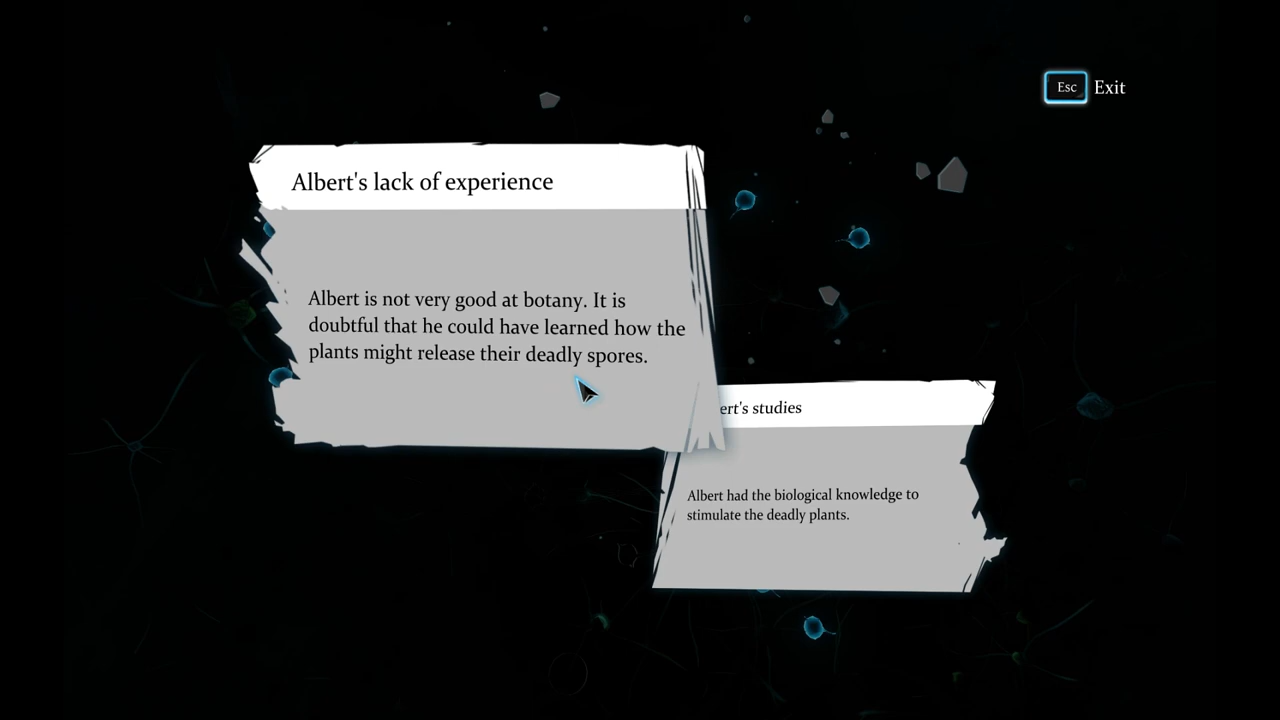 Esc Exit
Albert's lack of experience
Albert is not very good at botany. It is
doubtful that he could have learned how the
plants might release their deadly spores.
ert's studies
Albert had the biological knowledge to
stimulate the deadly plants.